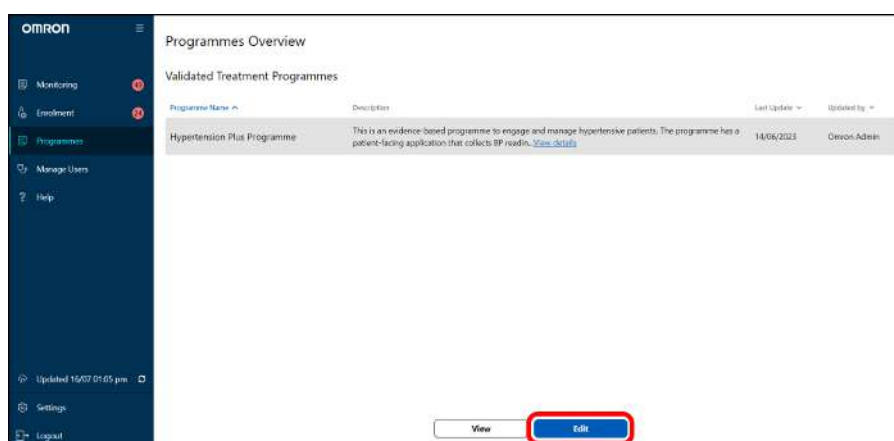 OMRON
Monitoring
Enrolment 24
Programmes
Manage Users
? Help
Updated 16/07 01:05 pm
Settings
Logout
Programmes Overview
Validated Treatment Programmes
Programme Name Description Last Update Updated by
Hypertension Plus Programme
This is an evidence-based programme to engage and manage hypertensive patients. The programme has a
patient-facing application that collects BP readin.. View details
14/06/2023 Omron Admin
View Edit